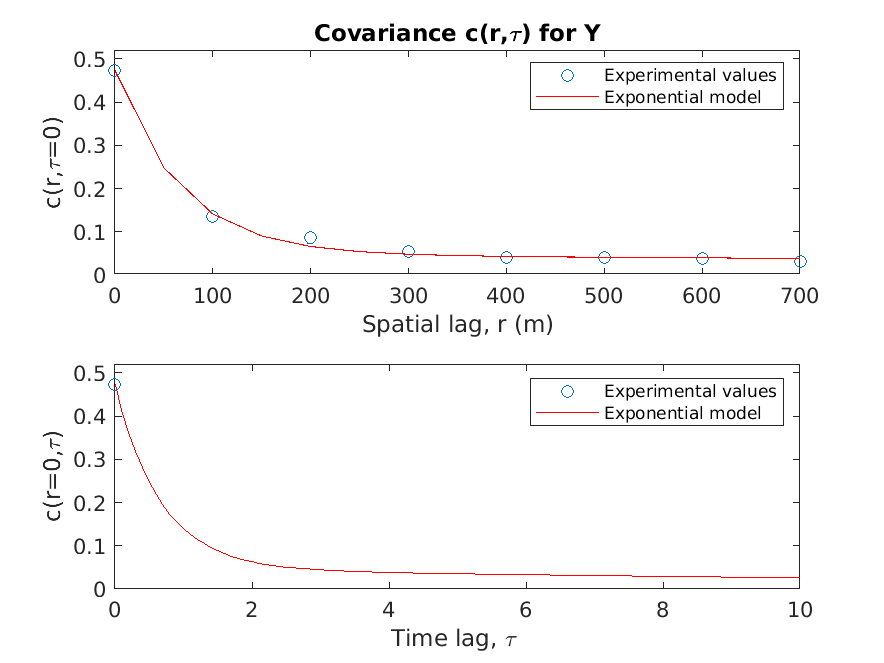 Covariance c(r,τ) for Y
c(r,τ=0)
0.5
0.4
0.3
0.2
0.1
0
Experimental values
Exponential model
0 100 200 300 400 500 600 700
Spatial lag, r (m)
c(r=0,τ)
0.5
0.4
0.3
0.2
0.1
0
Experimental values
Exponential model
0 2 4 6 8 10
Time lag, τ